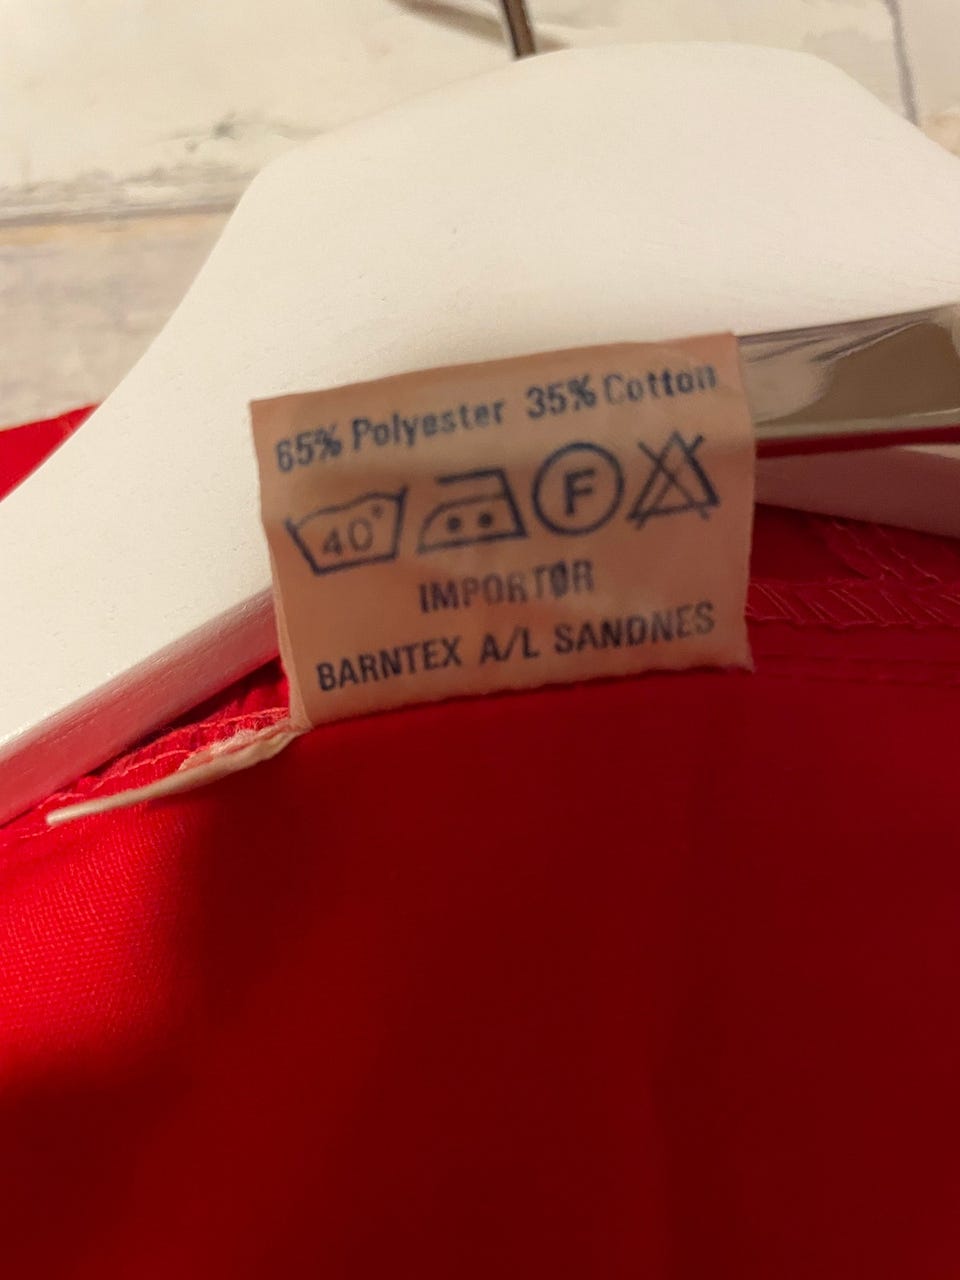 65% Polyester 35% Cotton
40° F
IMPORTØR
BARNTEX A/L SANDNES